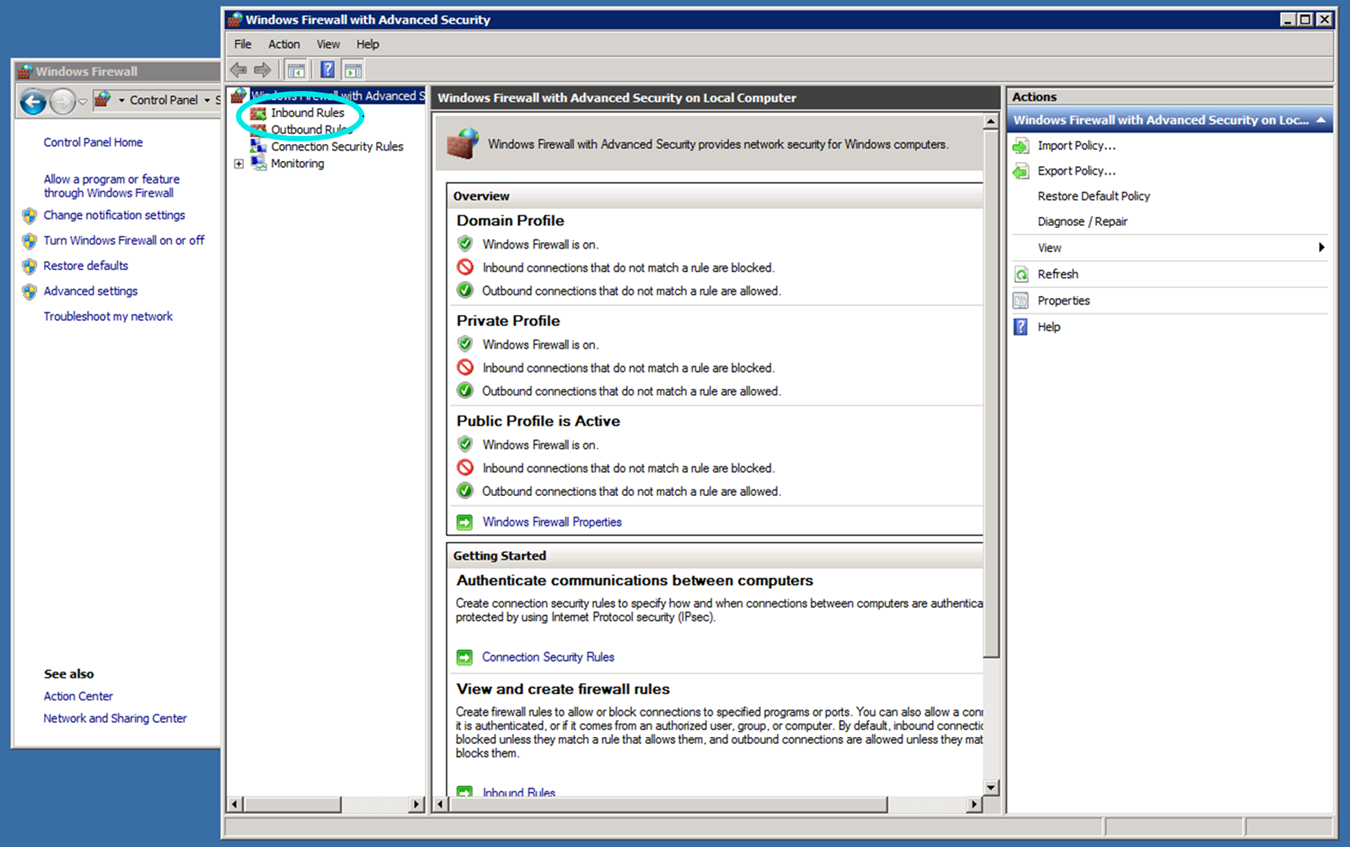 Windows Firewall with Advanced Security
File Action View Help
Windows Firewall
Control Panel
Control Panel Home
Allow a program or feature
through Windows Firewall
Change notification settings
Turn Windows Firewall on or off
Restore defaults
Advanced settings
Troubleshoot my network
See also
Action Center
Network and Sharing Center
Windows Firewall with Advanced S
Inbound Rules
Outbound Rules
Connection Security Rules
Monitoring
Windows Firewall with Advanced Security on Local Computer
Windows Firewall with Advanced Security provides network security for Windows computers.
Overview
Domain Profile
Windows Firewall is on.
Inbound connections that do not match a rule are blocked.
Outbound connections that do not match a rule are allowed.
Private Profile
Windows Firewall is on.
Inbound connections that do not match a rule are blocked.
Outbound connections that do not match a rule are allowed.
Public Profile is Active
Windows Firewall is on.
Inbound connections that do not match a rule are blocked.
Outbound connections that do not match a rule are allowed.
Windows Firewall Properties
Getting Started
Authenticate communications between computers
Create connection security rules to specify how and when connections between computers are authentica
protected by using Internet Protocol security (IPsec).
Connection Security Rules
View and create firewall rules
Create firewall rules to allow or block connections to specified programs or ports. You can also allow a con
it is authenticated, or if it comes from an authorized user, group, or computer. By default, inbound connectio
blocked unless they match a rule that allows them, and outbound connections are allowed unless they mat
blocks them.
Inbound Rules
Actions
Windows Firewall with Advanced Security on Loc...
Import Policy...
Export Policy...
Restore Default Policy
Diagnose / Repair
View
Refresh
Properties
Help